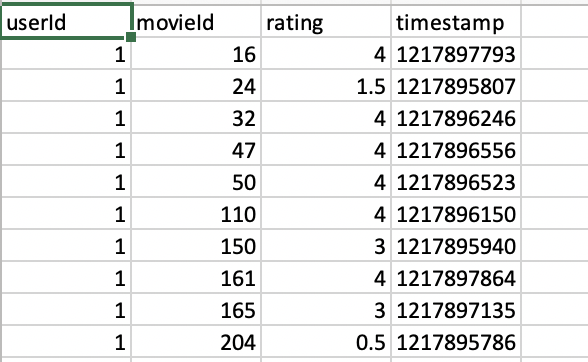 userId movieId rating timestamp
1 16 4 1217897793
1 24 1.5 1217895807
1 32 4 1217896246
1 47 4 1217896556
1 50 4 1217896523
1 110 4 1217896150
1 150 3 1217895940
1 161 4 1217897864
1 165 3 1217897135
1 204 0.5 1217895786